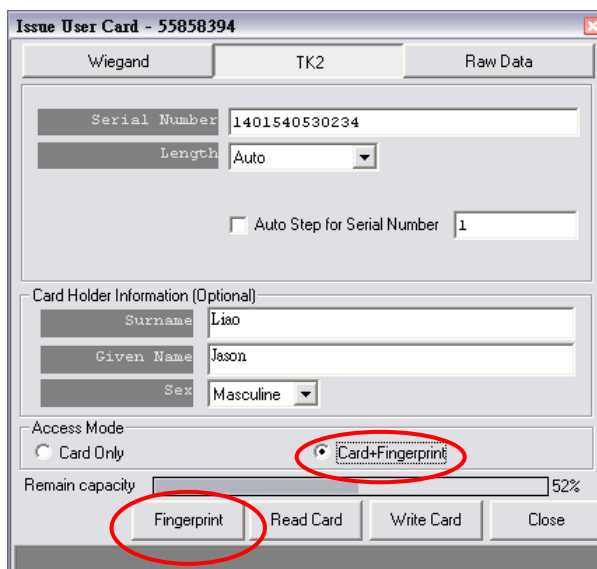 Issue User Card - 55858394
Wiegand TK2 Raw Data
Serial Number 1401540530234
Length Auto
Auto Step for Serial Number 1
Card Holder Information (Optional)
Surname Liao
Given Name Jason
Sex Masculine
Access Mode
Card Only Card+Fingerprint
Remain capacity 52%
Fingerprint Read Card Write Card Close